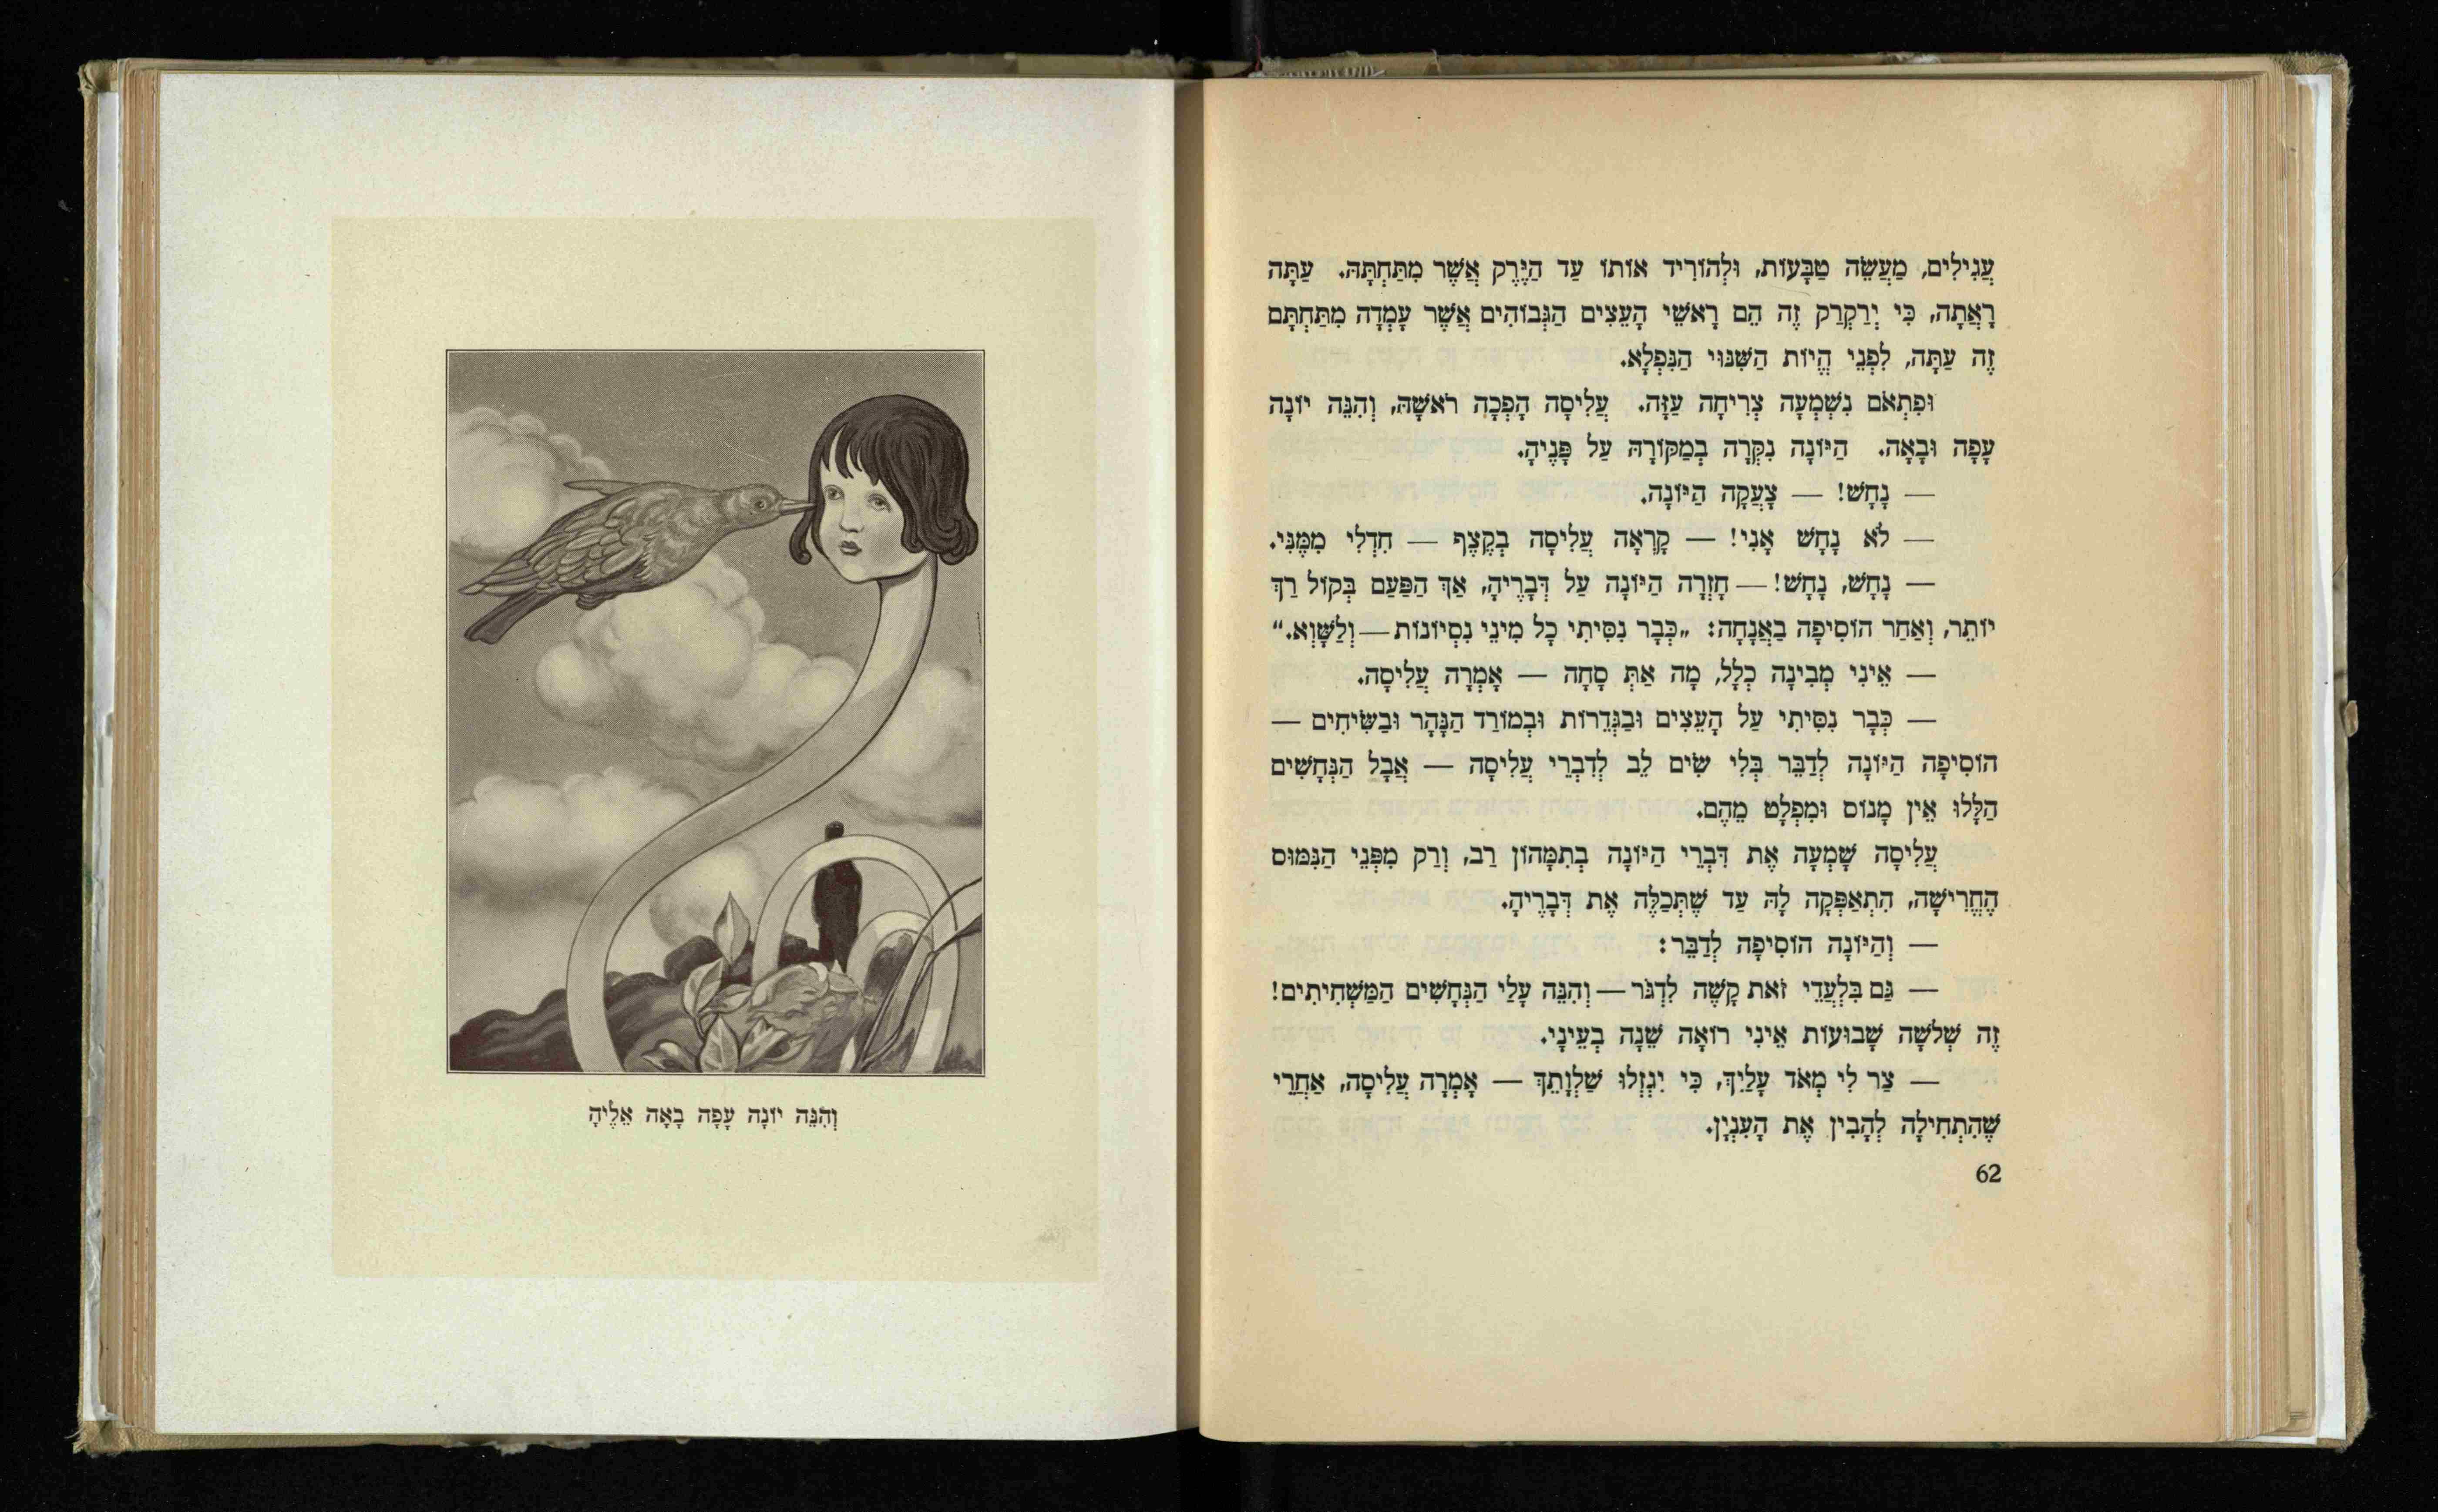 עֲגִילִים, מַעֲשֵׂה טַבָּעוֹת, וּלְהוֹרִיד אוֹתוֹ עַד הַיֶּרֶק אֲשֶׁר מִתַּחְתָּהּ. עַתָּה
רָאֲתָה, כִּי יְרַקְרַק זֶה הֵם רָאשֵׁי הָעֵצִים הַגְּבוֹהִים אֲשֶׁר עָמְדָה מִתַּחְתָּם
זֶה עַתָּה, לִפְנֵי הֱיוֹת הַשִּׁנּוּי הַנִּפְלָא.
וּפִתְאֹם נִשְׁמְעָה צְרִיחָה עַזָּה. עֲלִיסָה הָפְכָה רֹאשָׁהּ, וְהִנֵּה יוֹנָה
עָפָה וּבָאָה. הַיּוֹנָה נִקְּרָה בְמַקּוֹרָהּ עַל פָּנֶיהָ.
— נָחָשׁ! — צָעֲקָה הַיּוֹנָה.
— לֹא נָחָשׁ אָנִי! — קָרְאָה עֲלִיסָה בְקֶצֶף — חִדְלִי מִמֶּנִּי.
— נָחָשׁ, נָחָשׁ! — חָזְרָה הַיּוֹנָה עַל דְּבָרֶיהָ, אַךְ הַפַּעַם בְּקוֹל רַךְ
יוֹתֵר, וְאַחַר הוֹסִיפָה בַאֲנָחָה: „כְּבָר נִסִּיתִי כָל מִינֵי נִסְיוֹנוֹת — וְלַשָּׁוְא.“
— אֵינִי מְבִינָה כְלָל, מָה אַתְּ סָחָה — אָמְרָה עֲלִיסָה.
— כְּבָר נִסִּיתִי עַל הָעֵצִים וּבַגְּדֵרוֹת וּבְמוֹרַד הַנָּהָר וּבַשִּׂיחִים —
הוֹסִיפָה הַיּוֹנָה לְדַבֵּר בְּלִי שִׂים לֵב לְדִבְרֵי עֲלִיסָה — אֲבָל הַנְּחָשִׁים
הַלָּלוּ אֵין מָנוֹס וּמִפְלָט מֵהֶם.
עֲלִיסָה שָׁמְעָה אֶת דִּבְרֵי הַיּוֹנָה בְתִמָּהוֹן רַב, וְרַק מִפְּנֵי הַנִּמּוּס
הֶחֱרִישָׁה, הִתְאַפְּקָה לָהּ עַד שֶׁתְּכַלֶּה אֶת דְּבָרֶיהָ.
— וְהַיּוֹנָה הוֹסִיפָה לְדַבֵּר:
— גַּם בִּלְעֲדֵי זֹאת קָשֶׁה לִדְגֹּר — וְהִנֵּה עָלַי הַנְּחָשִׁים הַמַּשְׁחִיתִים!
זֶה שְׁלֹשָׁה שָׁבוּעוֹת אֵינִי רוֹאָה שֵׁנָה בְעֵינָי.
— צַר לִי מְאֹד עָלַיִךְ, כִּי יִגְזְלוּ שַׁלְוָתֵךְ — אָמְרָה עֲלִיסָה, אַחֲרֵי
שֶׁהִתְחִילָה לְהָבִין אֶת הָעִנְיָן.
62
וְהִנֵּה יוֹנָה עָפָה בָאָה אֵלֶיהָ